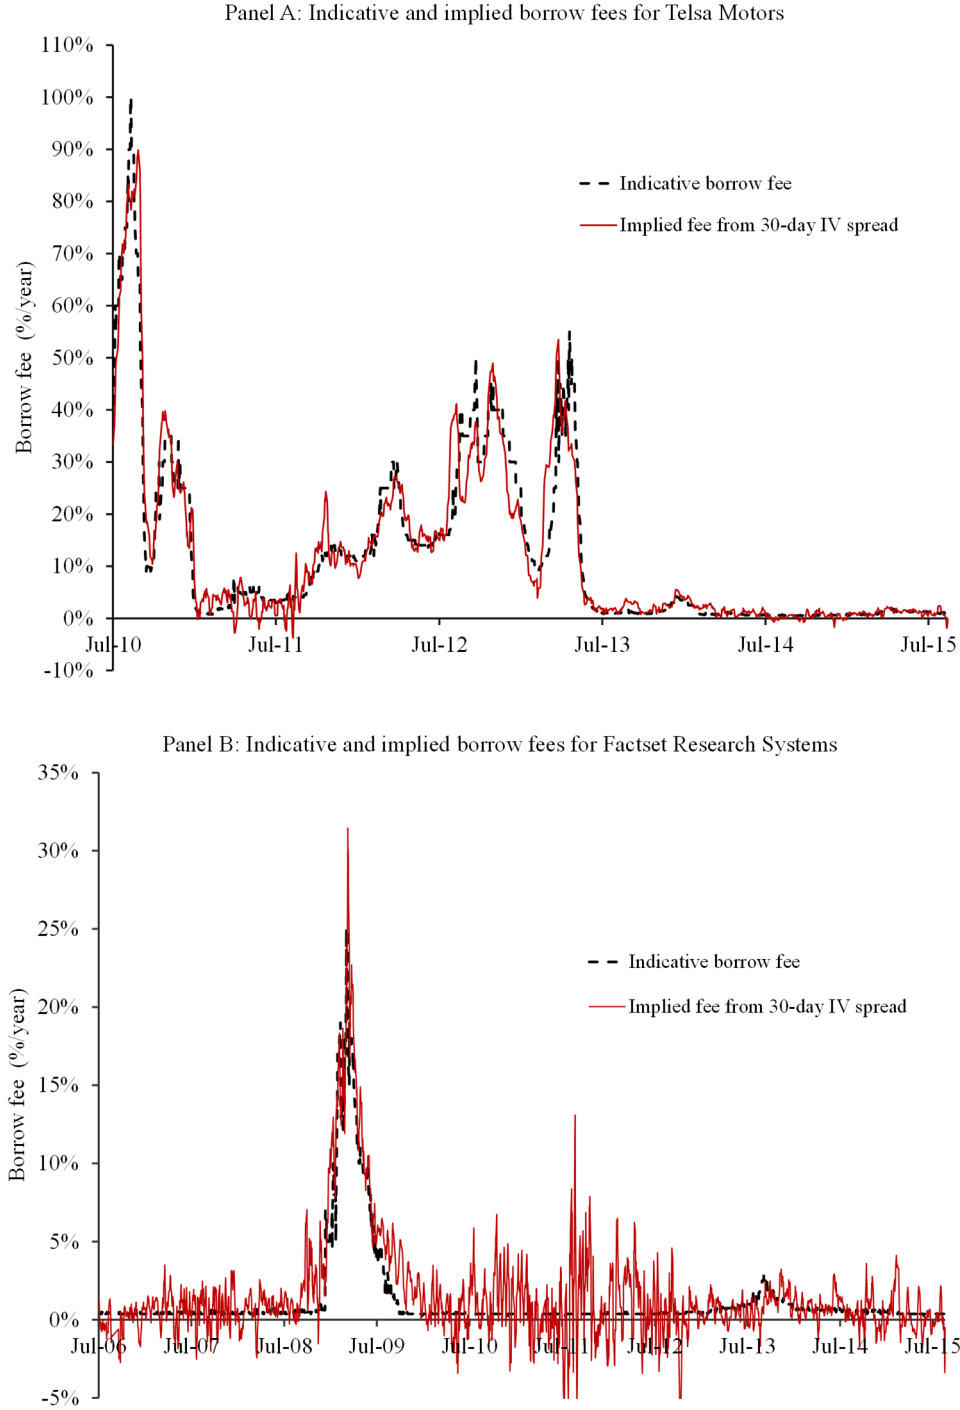 Panel A: Indicative and implied borrow fees for Telsa Motors
110%
100%
90%
80%
70%
60%
50%
40%
30%
20%
10%
0%
-10%
Borrow fee (%/year)
Indicative borrow fee
Implied fee from 30-day IV spread
Jul-10 Jul-11 Jul-12 Jul-13 Jul-14 Jul-15
Panel B: Indicative and implied borrow fees for Factset Research Systems
35%
30%
25%
20%
15%
10%
5%
0%
-5%
Borrow fee (%/year)
Indicative borrow fee
Implied fee from 30-day IV spread
Jul-06 Jul-07 Jul-08 Jul-09 Jul-10 Jul-11 Jul-12 Jul-13 Jul-14 Jul-15